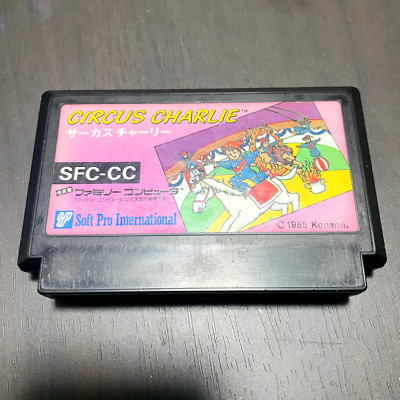 CIRCUS CHARLIE™
サーカスチャーリー
SFC-CC
ファミリー コンピュータ
Soft Pro International
©1985 Konami